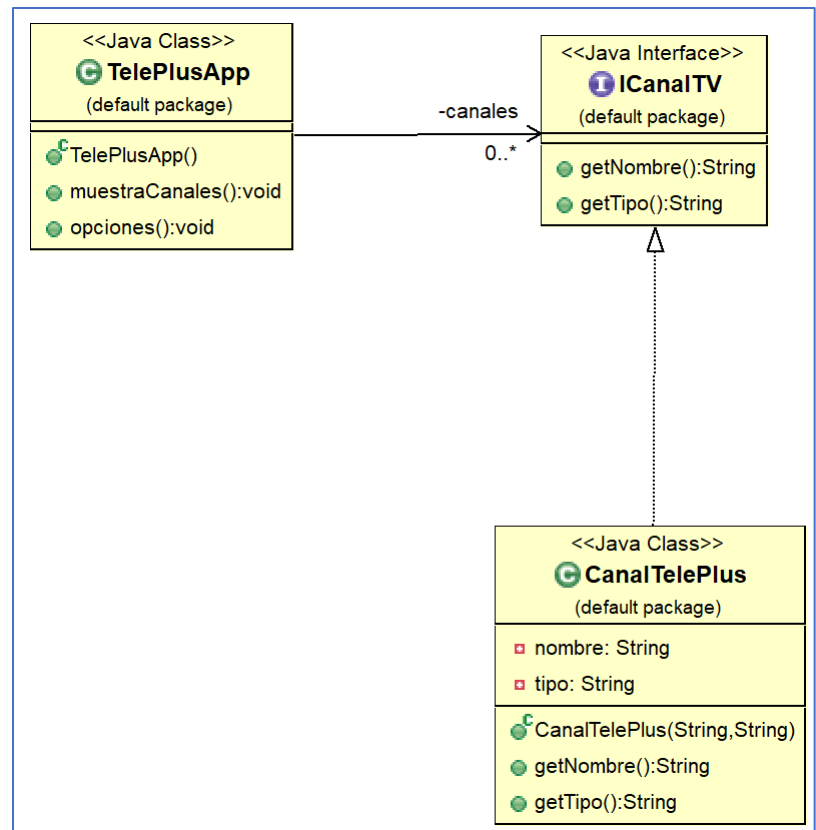 <<Java Class>>
TelePlusApp
(default package)
TelePlusApp()
muestraCanales():void
opciones():void
-canales
0..*
<<Java Interface>>
ICanalTV
(default package)
getNombre():String
getTipo():String
<<Java Class>>
CanalTelePlus
(default package)
nombre: String
tipo: String
CanalTelePlus(String,String)
getNombre():String
getTipo():String